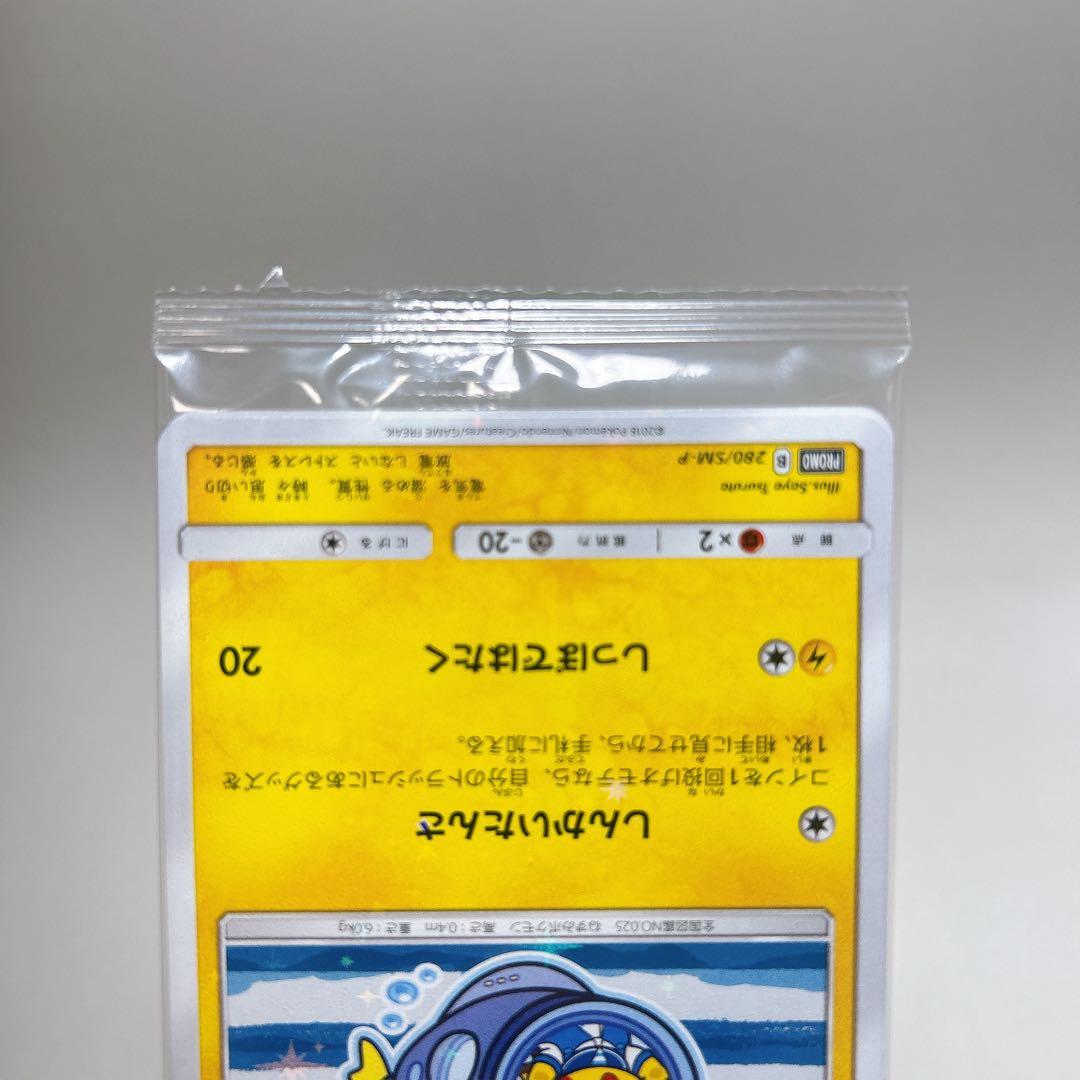 全国図鑑NO.025 ねずみポケモン 高さ：0.4m 重さ：6.0kg
しんかいたんさ
コインを1回投げオモテなら、自分のトラッシュにあるグッズを
1枚、相手に見せてから、手札に加える。
しっぽではたく 20
弱点 ×2 抵抗力 -20 にげる
Illus.Saya Tsuruta
PROMO B 280/SM-P
電気を 溜める 性質。 時々 思い切り
放電 しないと ストレスを 感じる。
©2018 Pokémon/Nintendo/Creatures/GAME FREAK.